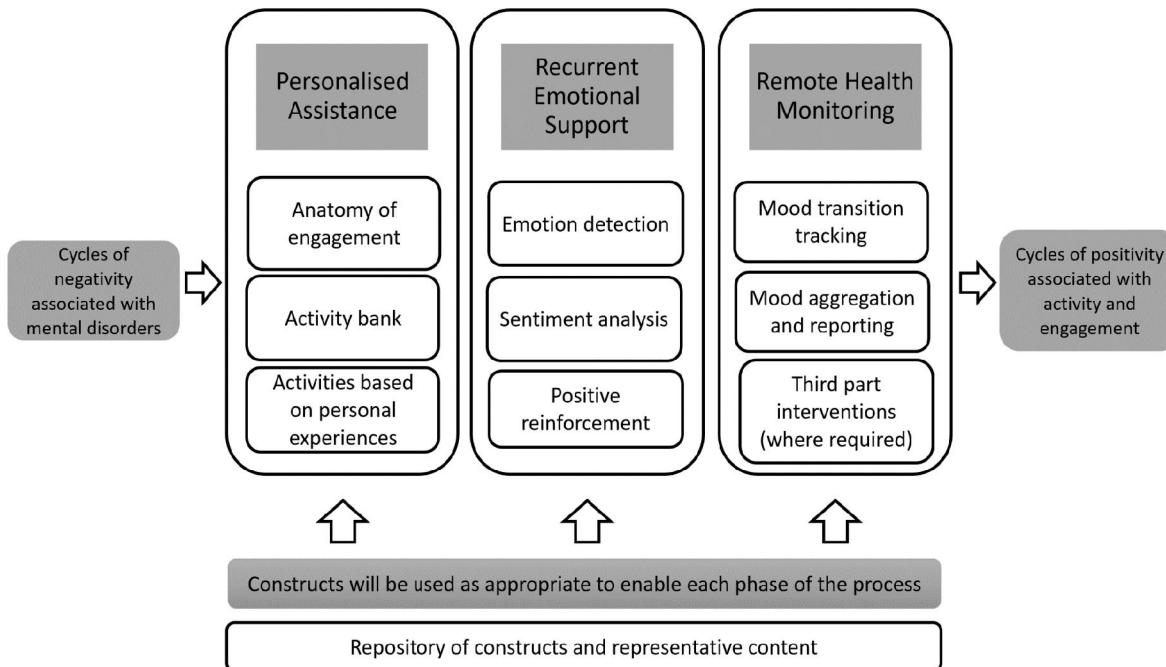 Cycles of
negativity
associated with
mental disorders
Personalised
Assistance
Anatomy of
engagement
Activity bank
Activities based
on personal
experiences
Recurrent
Emotional
Support
Emotion detection
Sentiment analysis
Positive
reinforcement
Remote Health
Monitoring
Mood transition
tracking
Mood aggregation
and reporting
Third part
interventions
(where required)
Cycles of positivity
associated with
activity and
engagement
Constructs will be used as appropriate to enable each phase of the process
Repository of constructs and representative content